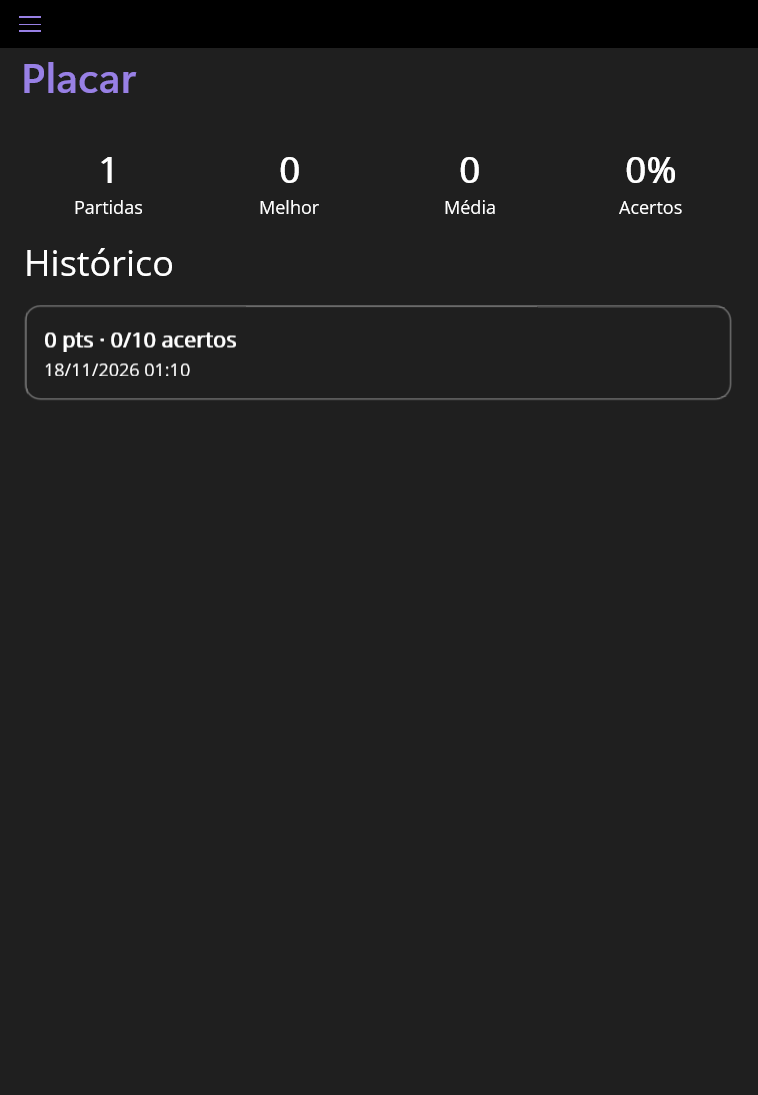 Placar
1 0 0 0%
Partidas Melhor Média Acertos
Histórico
0 pts · 0/10 acertos
18/11/2026 01:10